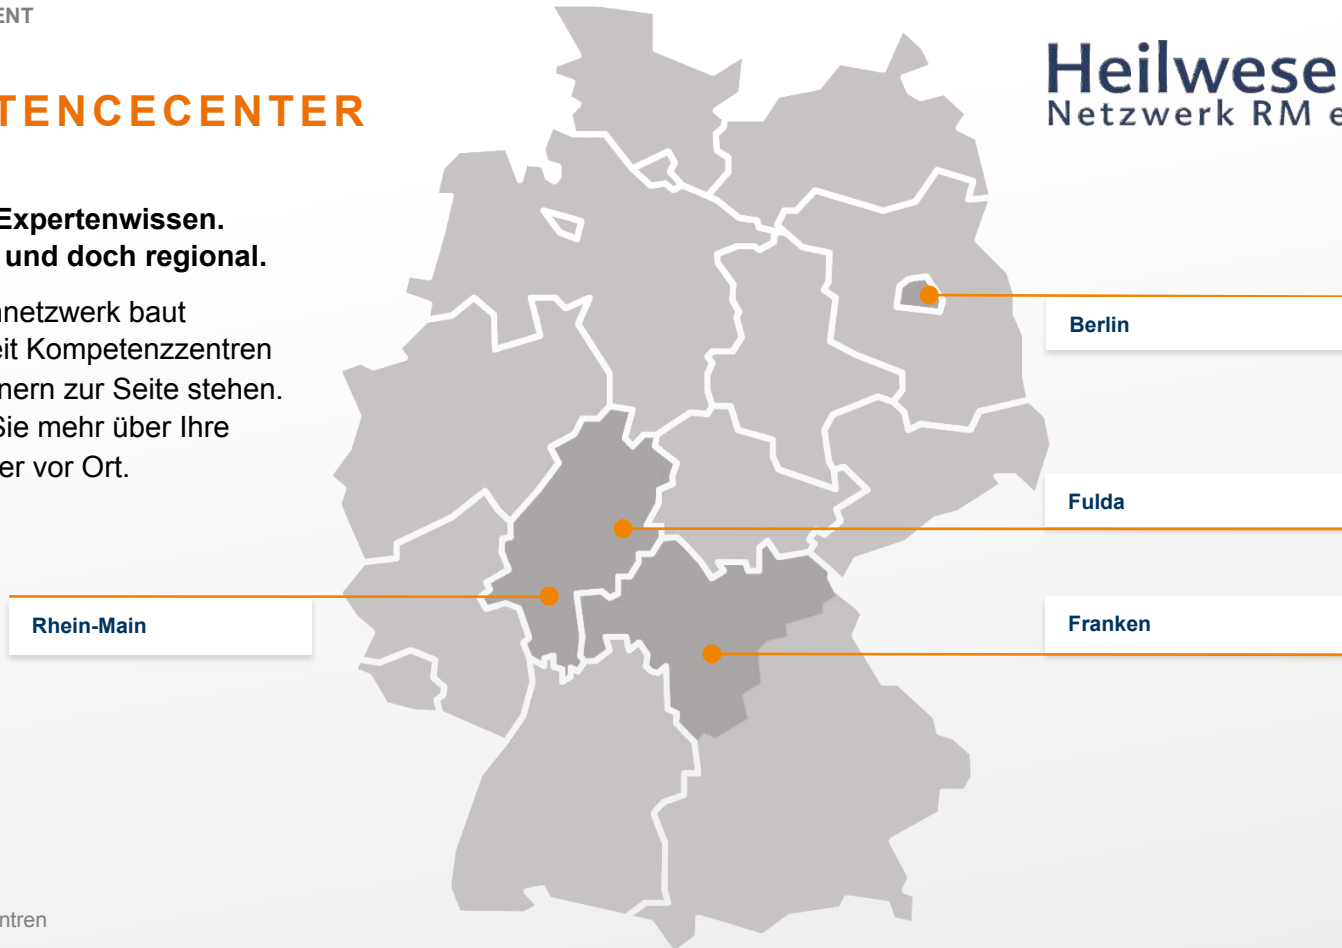 ENT
TENCECENTER
Heilwese
Netzwerk RM e
Expertenwissen.
und doch regional.
nnetzwerk baut
eit Kompetenzzentren
nern zur Seite stehen.
Sie mehr über Ihre
er vor Ort.
Berlin
Fulda
Franken
Rhein-Main
ntren